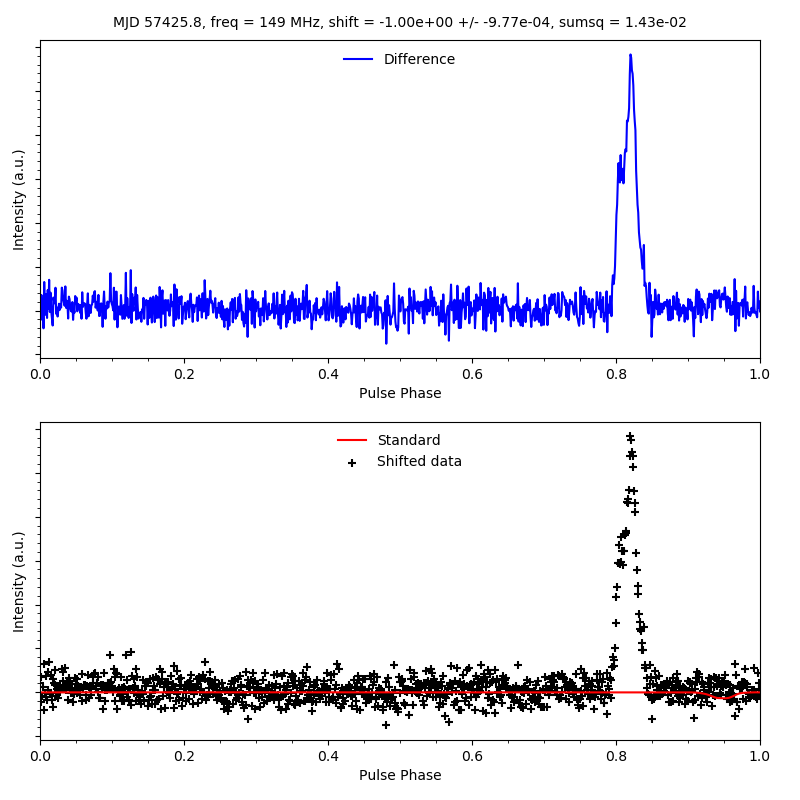 MJD 57425.8, freq = 149 MHz, shift = -1.00e+00 +/- -9.77e-04, sumsq = 1.43e-02
Difference
Intensity (a.u.)
0.0 0.2 0.4 0.6 0.8 1.0
Pulse Phase
Standard
Shifted data
Intensity (a.u.)
0.0 0.2 0.4 0.6 0.8 1.0
Pulse Phase